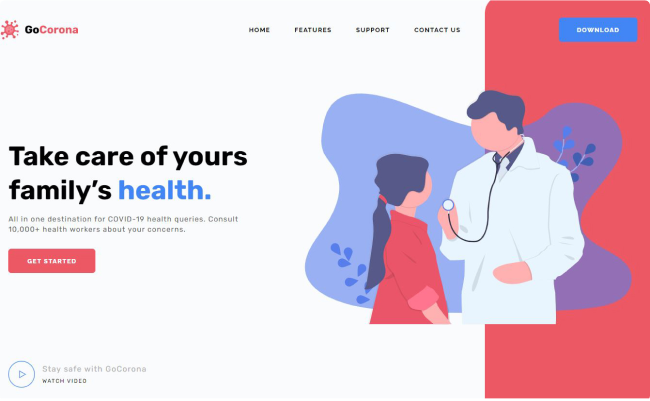 GoCorona
HOME FEATURES SUPPORT CONTACT US DOWNLOAD
Take care of yours
family's health.
All in one destination for COVID-19 health queries. Consult
10,000+ health workers about your concerns.
GET STARTED
Stay safe with GoCorona
WATCH VIDEO